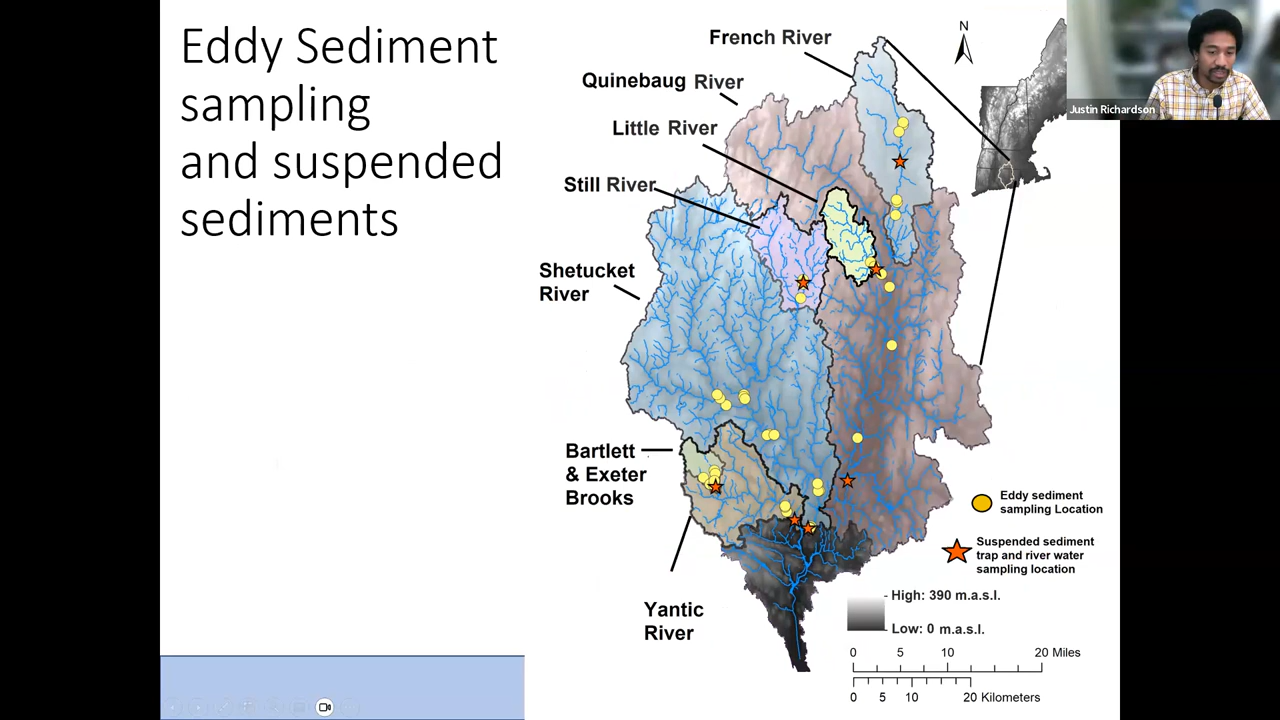 Eddy Sediment
sampling
and suspended
sediments
French River
Quinebaug River
Little River
Still River
Shetucket
River
Bartlett
& Exeter
Brooks
Yantic
River
N
Justin Richardson
Eddy sediment
sampling Location
Suspended sediment
trap and river water
sampling location
High: 390 m.a.s.l.
Low: 0 m.a.s.l.
0 5 10 20 Miles
0 5 10 20 Kilometers